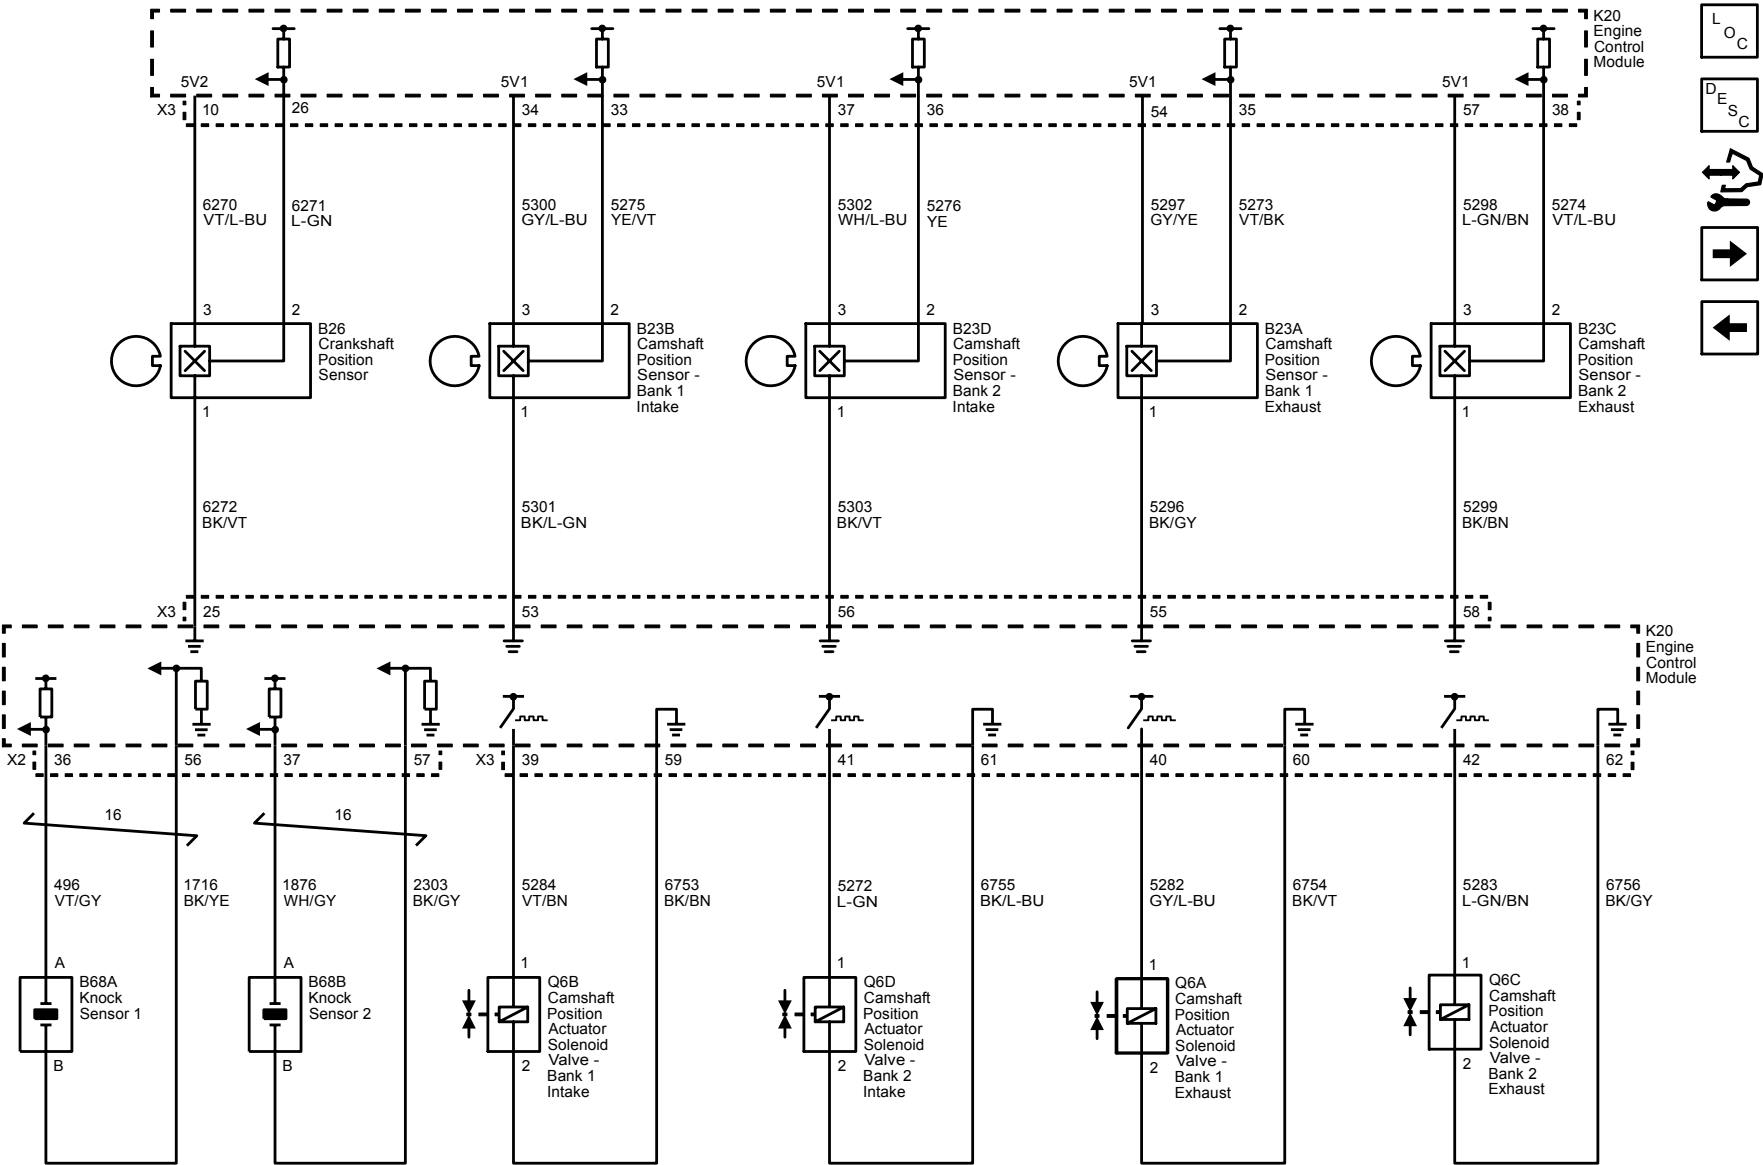 K20
Engine
Control
Module
L
O
C
D
E
S
C
5V2
5V1
5V1
5V1
5V1
X3 10 26 34 33 37 36 54 35 57 38
6270
VT/L-BU
6271
L-GN
5300
GY/L-BU
5275
YE/VT
5302
WH/L-BU
5276
YE
5297
GY/YE
5273
VT/BK
5298
L-GN/BN
5274
VT/L-BU
3 2 3 2 3 2 3 2 3 2
B26
Crankshaft
Position
Sensor
B23B
Camshaft
Position
Sensor -
Bank 1
Intake
B23D
Camshaft
Position
Sensor -
Bank 2
Intake
B23A
Camshaft
Position
Sensor -
Bank 1
Exhaust
B23C
Camshaft
Position
Sensor -
Bank 2
Exhaust
1 1 1 1 1
6272
BK/VT
5301
BK/L-GN
5303
BK/VT
5296
BK/GY
5299
BK/BN
X3 25 53 56 55 58
K20
Engine
Control
Module
X2 36 56 37 57 X3 39 59 41 61 40 60 42 62
16 16
496
VT/GY
1716
BK/YE
1876
WH/GY
2303
BK/GY
5284
VT/BN
6753
BK/BN
5272
L-GN
6755
BK/L-BU
5282
GY/L-BU
6754
BK/VT
5283
L-GN/BN
6756
BK/GY
A A 1 1 1 1
B68A
Knock
Sensor 1
B68B
Knock
Sensor 2
Q6B
Camshaft
Position
Actuator
Solenoid
Valve -
Bank 1
Intake
Q6D
Camshaft
Position
Actuator
Solenoid
Valve -
Bank 2
Intake
Q6A
Camshaft
Position
Actuator
Solenoid
Valve -
Bank 1
Exhaust
Q6C
Camshaft
Position
Actuator
Solenoid
Valve -
Bank 2
Exhaust
B B 2 2 2 2